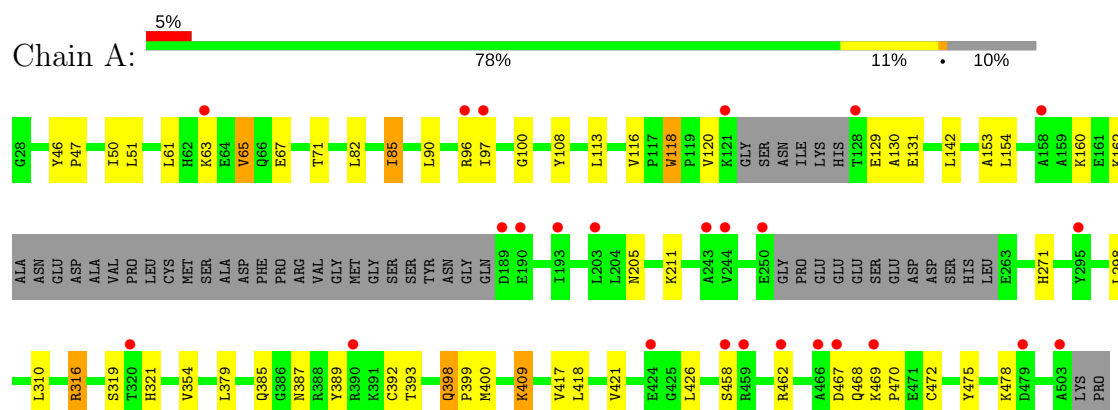 5%
Chain A:
78% 11% • 10%
G28 Y46 P47 I50 L51 L61 H62 K63 E64 V65 Q66 E67 T71 L82 I85 L90 R96 I97 G100 Y108 L113 V116 P117 W118 P119 V120 K121 GLY SER ASN ILE LYS HIS T128 E129 A130 E131 L142 A153 L154 A158 A159 K160 E161 K162
ALA ASN GLU ASP ALA VAL PRO LEU CYS MET SER ALA ASP PHE PRO ARG VAL GLY MET GLY SER SER TYR ASN GLY GLN D189 E190 I193 L203 L204 N205 K211 A243 V244 E250 GLY PRO GLU GLU GLU SER GLU ASP ASP SER HIS LEU E263 H271 Y295 L298
L310 R316 S319 T320 H321 V354 L379 Q385 G386 N387 R388 Y389 R390 K391 C392 T393 Q398 P399 M400 K409 V417 L418 V421 E424 G425 L426 S458 R459 R462 A466 D467 Q468 K469 P470 E471 C472 Y475 K478 D479 A503 LYS PRO